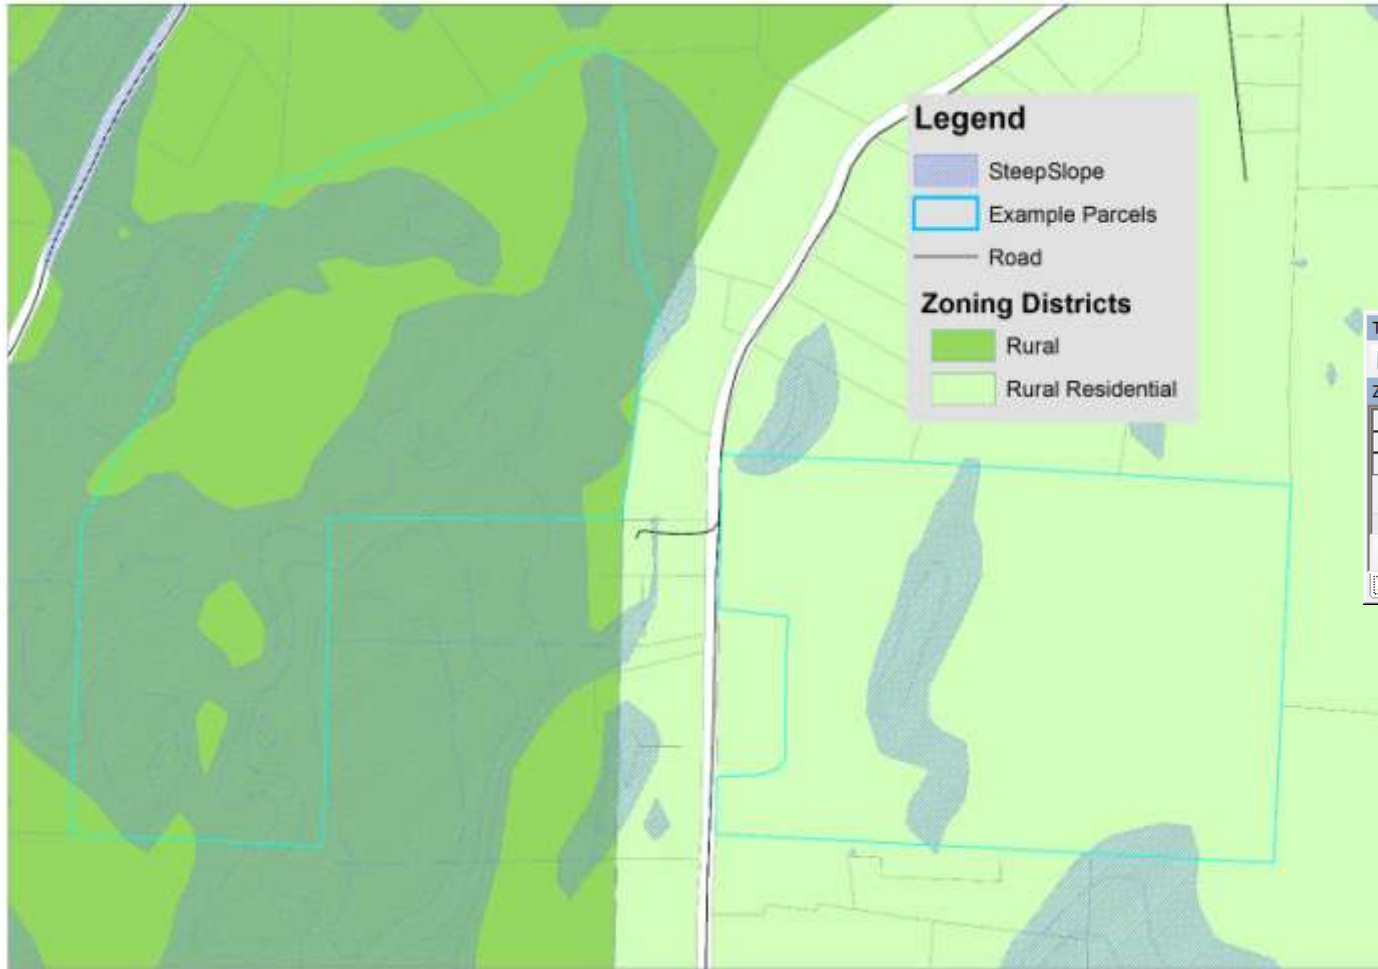 Legend
SteepSlope
Example Parcels
Road
Zoning Districts
Rural
Rural Residential